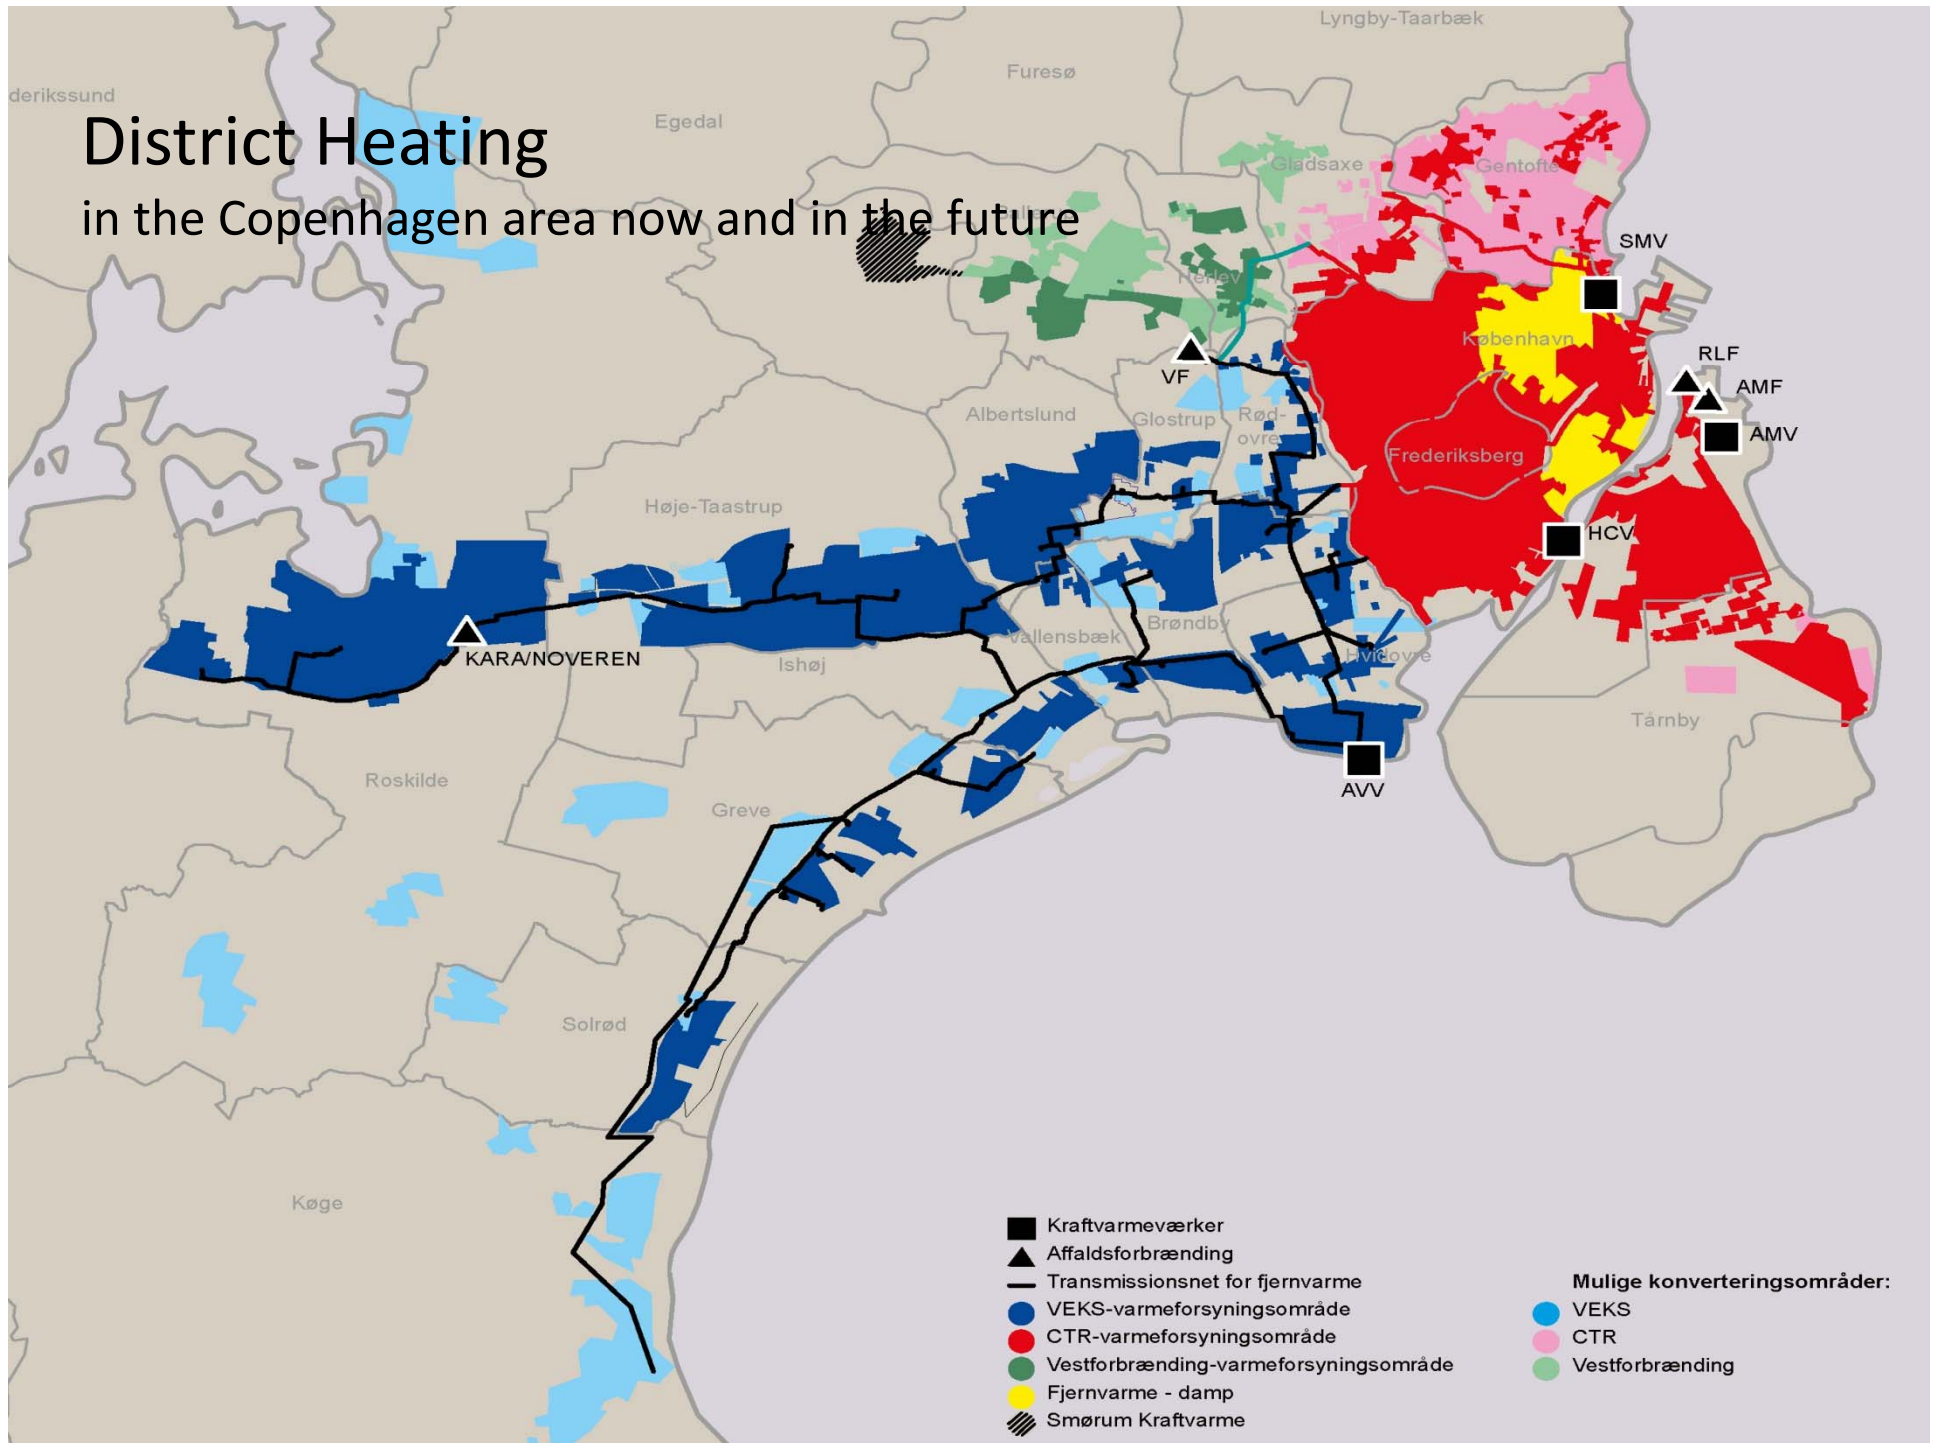 Lyngby-Taarbæk
Furesø
derikssund
Egedal
District Heating
in the Copenhagen area now and in the future
Gladsaxe
Gentofte
SMV
Herlev
København
RLF
VF
AMF
Albertslund
Glostrup
Rød-
ovre
AMV
Frederiksberg
Høje-Taastrup
HCV
Brøndby
Vallensbæk
KARA/NOVEREN
Ishøj
Hvidovre
Tårnby
Roskilde
AVV
Greve
Solrød
Køge
Kraftvarmeværker
Affaldsforbrænding
Transmissionsnet for fjernvarme
VEKS-varmeforsyningsområde
CTR-varmeforsyningsområde
Vestforbrænding-varmeforsyningsområde
Fjernvarme - damp
Smørum Kraftvarme
Mulige konverteringsområder:
VEKS
CTR
Vestforbrænding